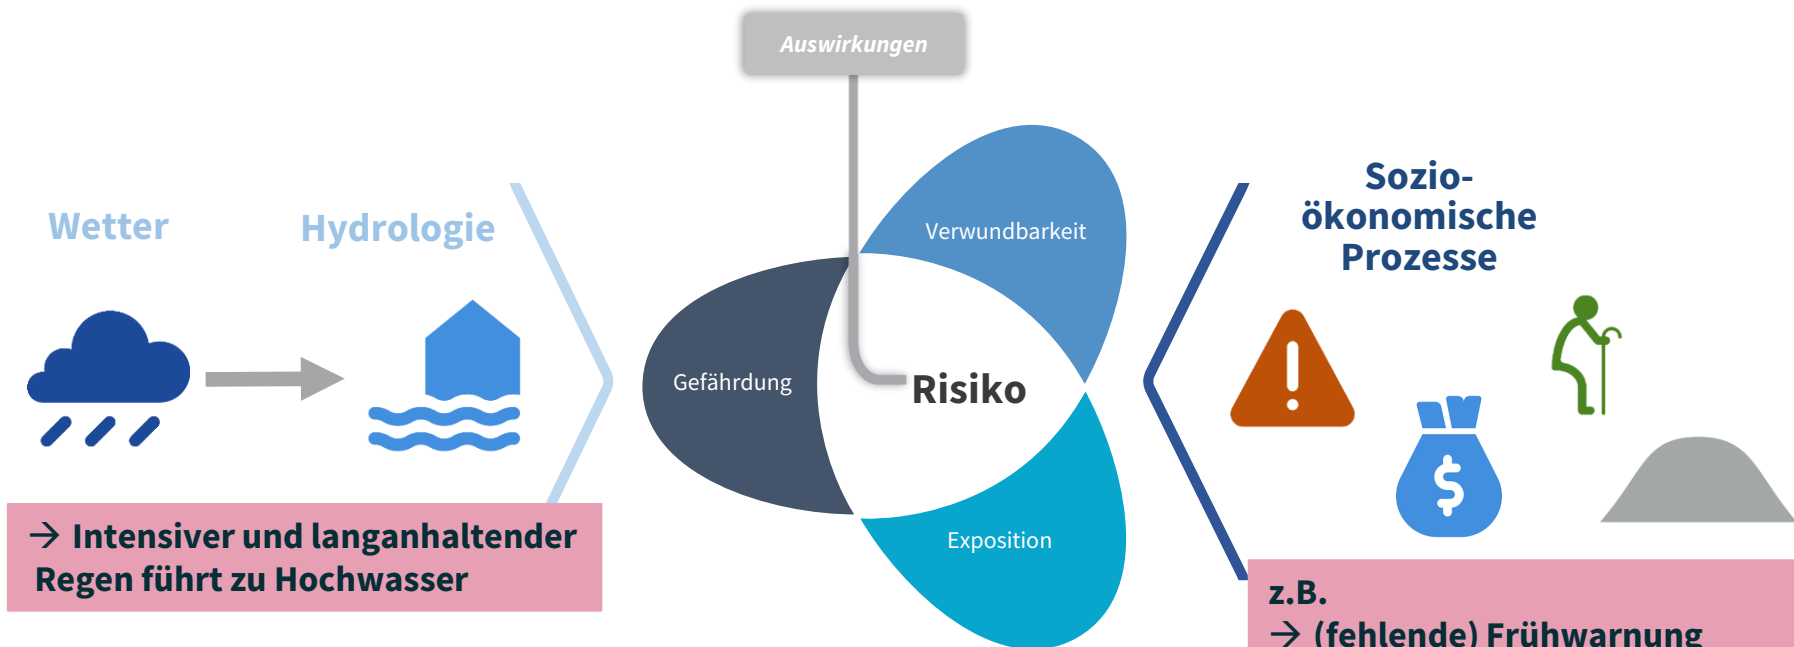 Auswirkungen
Wetter
Hydrologie
Verwundbarkeit
Gefährdung
Risiko
Exposition
Sozio-
ökonomische
Prozesse
$
→ Intensiver und langanhaltender
Regen führt zu Hochwasser
z.B.
→ (fehlende) Frühwarnung